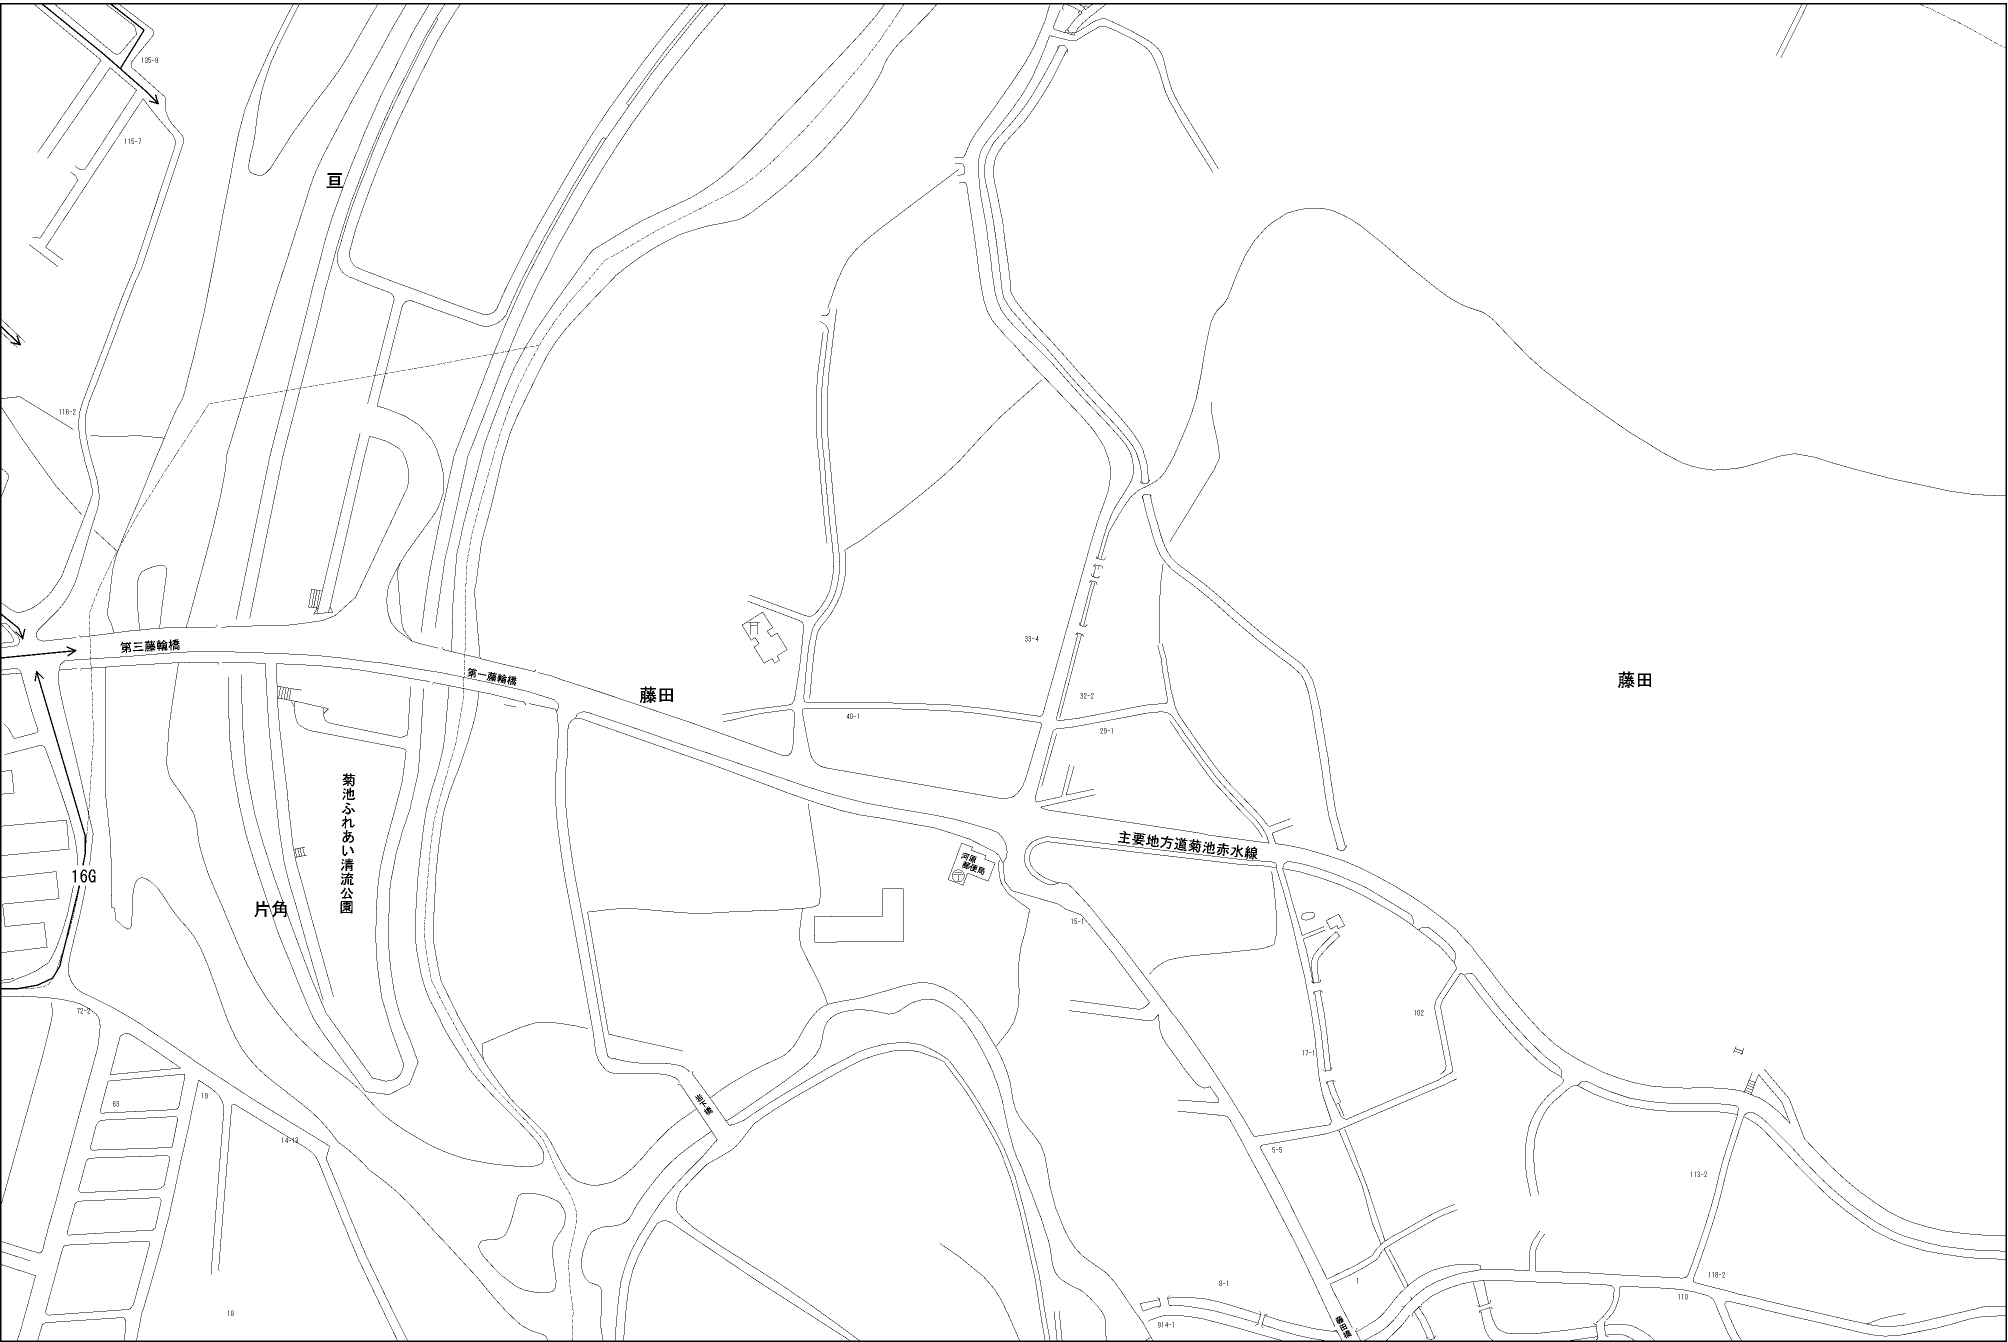 135-9
115-7
亘
116-2
第三藤輪橋
第一藤輪橋
藤田
33-4
32-2
40-1
29-1
藤田
菊池ふれあい清流公園
主要地方道菊池赤水線
河原
郵便局
16G
片角
15-1
72-2
102
17-1
63
19
14-13
5-5
113-2
18
9-1
1
118-2
110
914-1